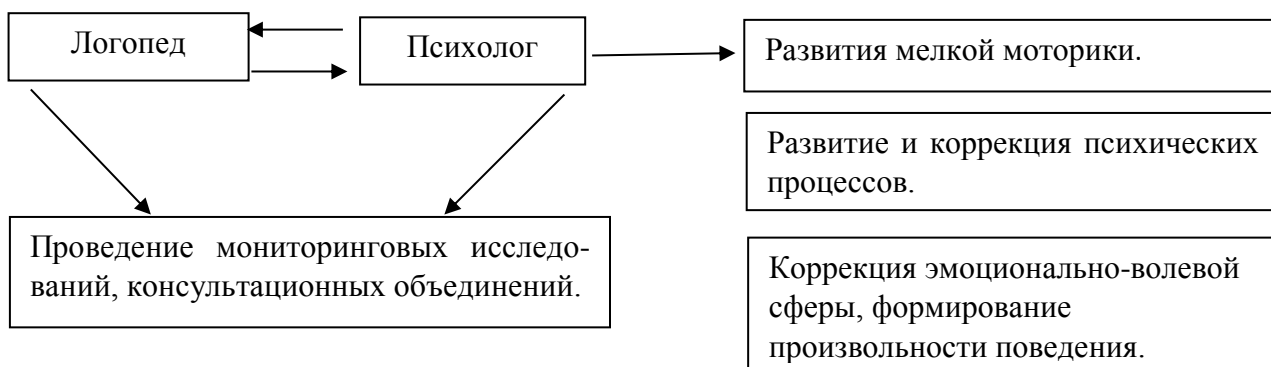 Логопед
Психолог
Развития мелкой моторики.
Развитие и коррекция психических
процессов.
Проведение мониторинговых исследо-
ваний, консультационных объединений.
Коррекция эмоционально-волевой
сферы, формирование
произвольности поведения.